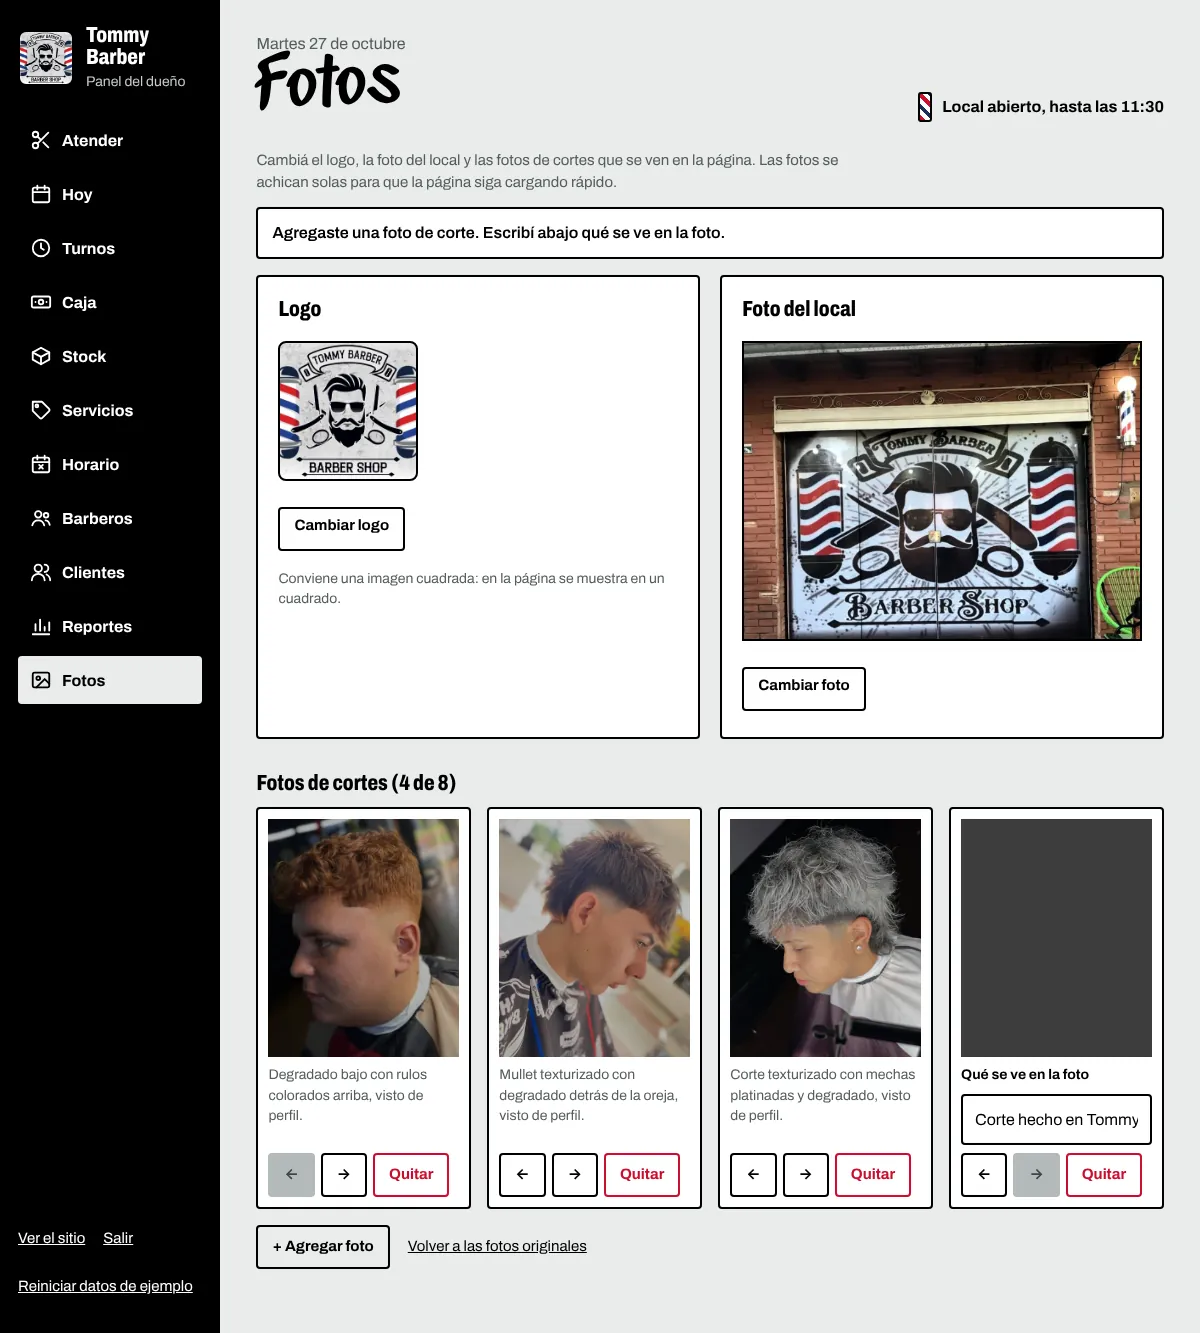 Tommy
Barber
Panel del dueño
Atender
Hoy
Turnos
Caja
Stock
Servicios
Horario
Barberos
Clientes
Reportes
Fotos
Ver el sitio Salir
Reiniciar datos de ejemplo
Martes 27 de octubre
Fotos
Local abierto, hasta las 11:30
Cambiá el logo, la foto del local y las fotos de cortes que se ven en la página. Las fotos se
achican solas para que la página siga cargando rápido.
Agregaste una foto de corte. Escribí abajo qué se ve en la foto.
Logo
TOMMY BARBER
BARBER SHOP
Cambiar logo
Conviene una imagen cuadrada: en la página se muestra en un
cuadrado.
Foto del local
TOMMY BARBER
BARBER SHOP
Cambiar foto
Fotos de cortes (4 de 8)
Degradado bajo con rulos
colorados arriba, visto de
perfil.
← → Quitar
Mullet texturizado con
degradado detrás de la oreja,
visto de perfil.
← → Quitar
Corte texturizado con mechas
platinadas y degradado, visto
de perfil.
← → Quitar
Qué se ve en la foto
Corte hecho en Tommy
← → Quitar
+ Agregar foto
Volver a las fotos originales